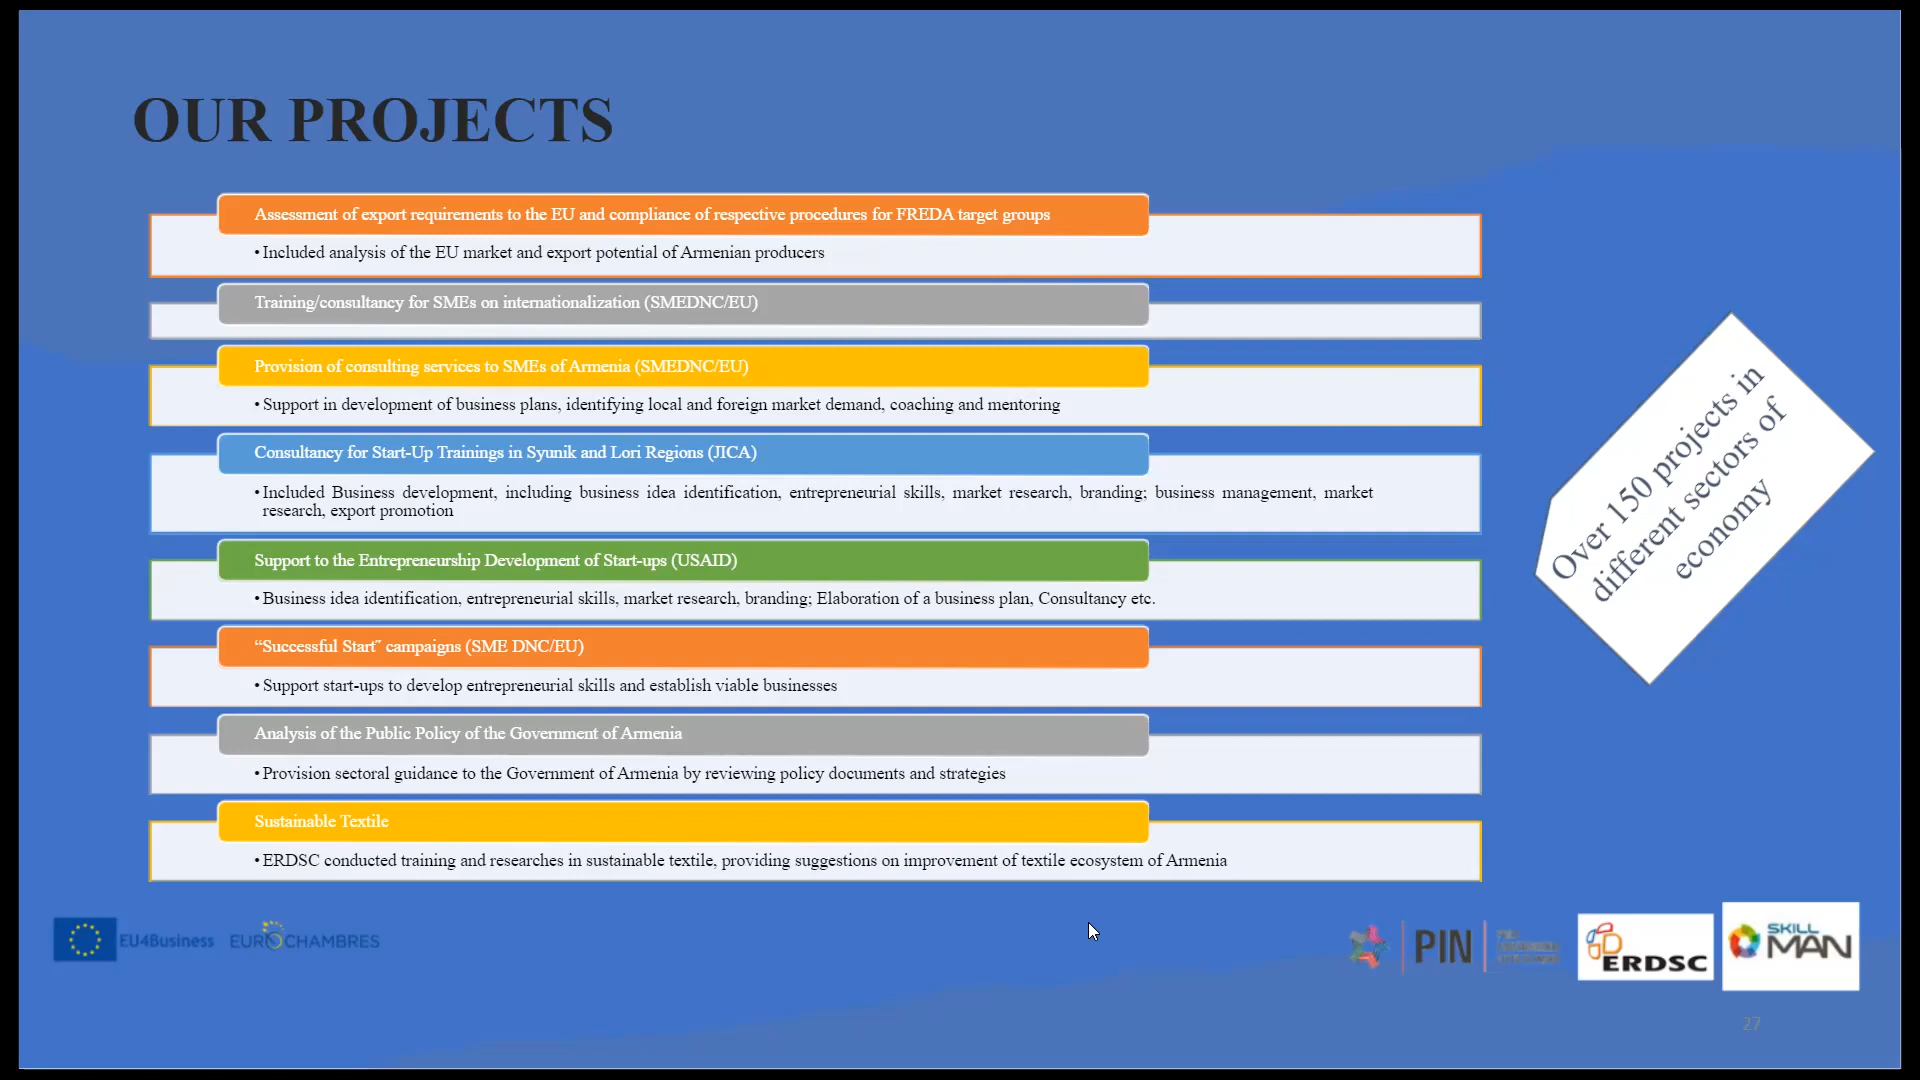 OUR PROJECTS
Assessment of export requirements to the EU and compliance of respective procedures for FREDA target groups
• Included analysis of the EU market and export potential of Armenian producers
Training/consultancy for SMEs on internationalization (SMEDNC/EU)
Provision of consulting services to SMEs of Armenia (SMEDNC/EU)
• Support in development of business plans, identifying local and foreign market demand, coaching and mentoring
Consultancy for Start-Up Trainings in Syunik and Lori Regions (JICA)
• Included Business development, including business idea identification, entrepreneurial skills, market research, branding; business management, market
research, export promotion
Support to the Entrepreneurship Development of Start-ups (USAID)
• Business idea identification, entrepreneurial skills, market research, branding; Elaboration of a business plan, Consultancy etc.
“Successful Start” campaigns (SME DNC/EU)
• Support start-ups to develop entrepreneurial skills and establish viable businesses
Analysis of the Public Policy of the Government of Armenia
• Provision sectoral guidance to the Government of Armenia by reviewing policy documents and strategies
Sustainable Textile
• ERDSC conducted training and researches in sustainable textile, providing suggestions on improvement of textile ecosystem of Armenia
Over 150 projects in
different sectors of
economy
EU4Business
EUROCHAMBRES
PIN
ERDSC
SKILL
MAN
27